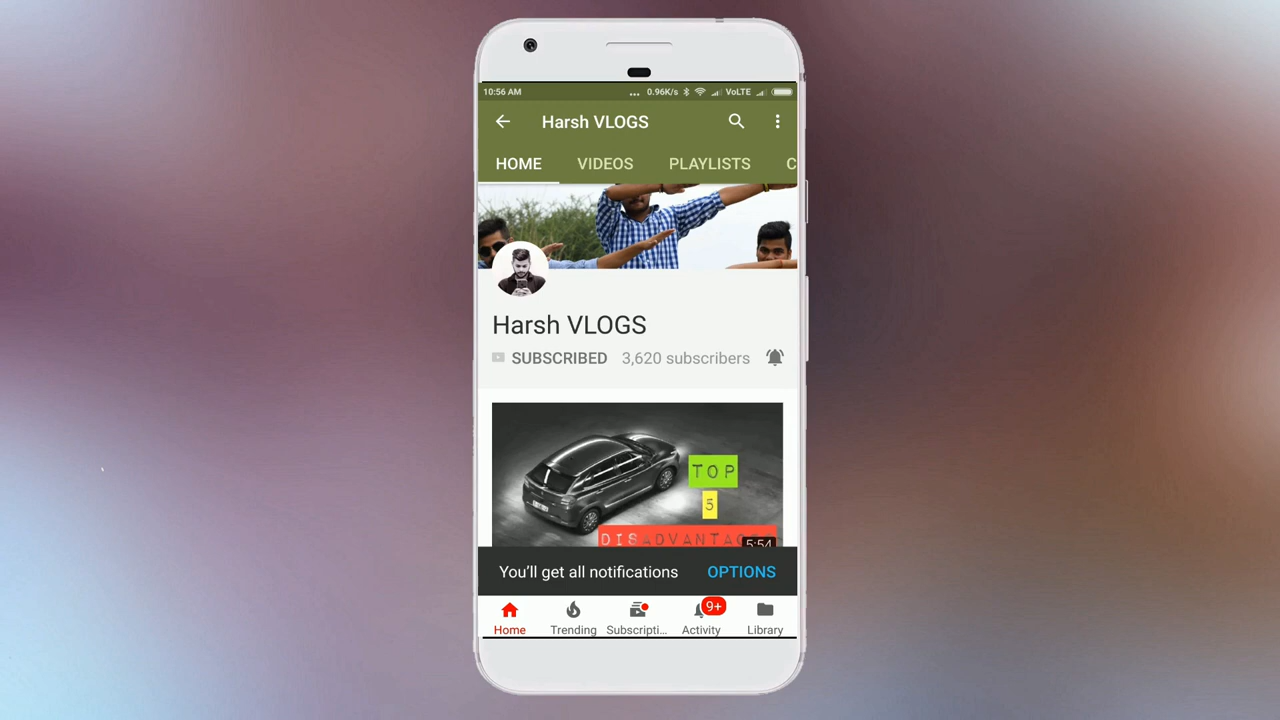 10:56 AM ... 0.96K/s VoLTE
Harsh VLOGS
HOME VIDEOS PLAYLISTS C
Harsh VLOGS
SUBSCRIBED 3,620 subscribers
TOP
5
DISADVANTAG
5:54
You'll get all notifications OPTIONS
9+
Home Trending Subscripti... Activity Library